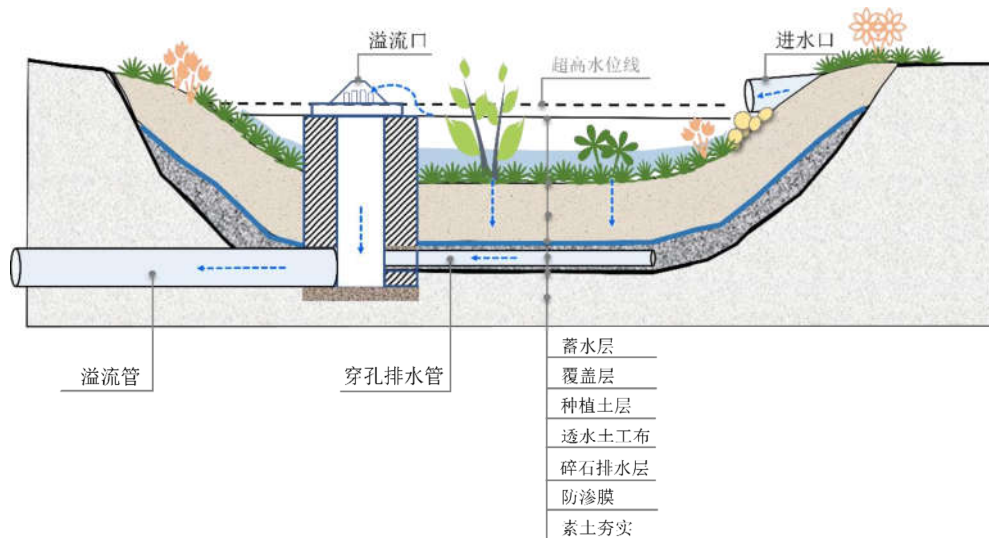 溢流口
进水口
超高水位线
溢流管
穿孔排水管
蓄水层
覆盖层
种植土层
透水土工布
碎石排水层
防渗膜
素土夯实